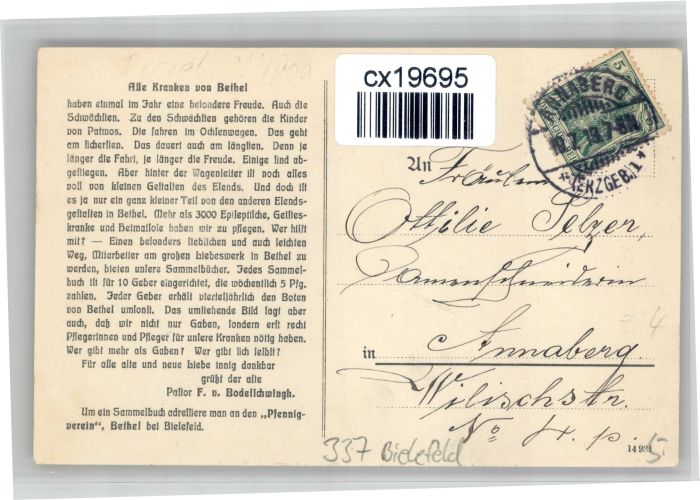 cx19695
Alle Kranken von Bethel
haben einmal im Jahr eine besondere Freude. Auch die
Schwächsten. Zu den Schwächsten gehören die Kinder
von Patmos. Die fahren im Ochsenwagen. Das geht
am sichersten. Das dauert auch am längsten. Denn je
länger die Fahrt, je länger die Freude. Einige sind ab-
gestiegen. Aber hinter der Wagenleiter ist noch alles
voll von kleinen Gestalten des Elends. Und doch ist
es ja nur ein ganz kleiner Teil von den anderen Elends-
gestalten in Bethel. Mehr als 3000 Epileptische, Geistes-
kranke und Heimatlose haben wir zu pflegen. Wer hilft
mit? — Einen besonders lieblichen und auch leichten
Weg, Mitarbeiter am großen Liebeswerk in Bethel zu
werden, bieten unsere Sammelbücher. Jedes Sammel-
buch ist für 10 Geber eingerichtet, die wöchentlich 5 Pfg.
zahlen. Jeder Geber erhält vierteljährlich den Boten
von Bethel umsonst. Das umstehende Bild sagt aber
auch, daß wir nicht nur Gaben, sondern erst recht
Pflegerinnen und Pfleger für unsere Kranken nötig haben.
Wer gibt mehr als Gaben? Wer gibt sich selbst?
Für alle alte und neue Liebe innig dankbar
grüßt der alte
Pastor F. v. Bodelschwingh.
Um ein Sammelbuch adressiere man an den „Pfennig-
verein", Bethel bei Bielefeld.
5
ANNABERG
* (ERZGEB.) 1 *
An Fräulein
Ottilie Selzer,
Damenschneiderin
in Annaberg.
Wilischstr.
No 4. p.
337 Bielefeld
5